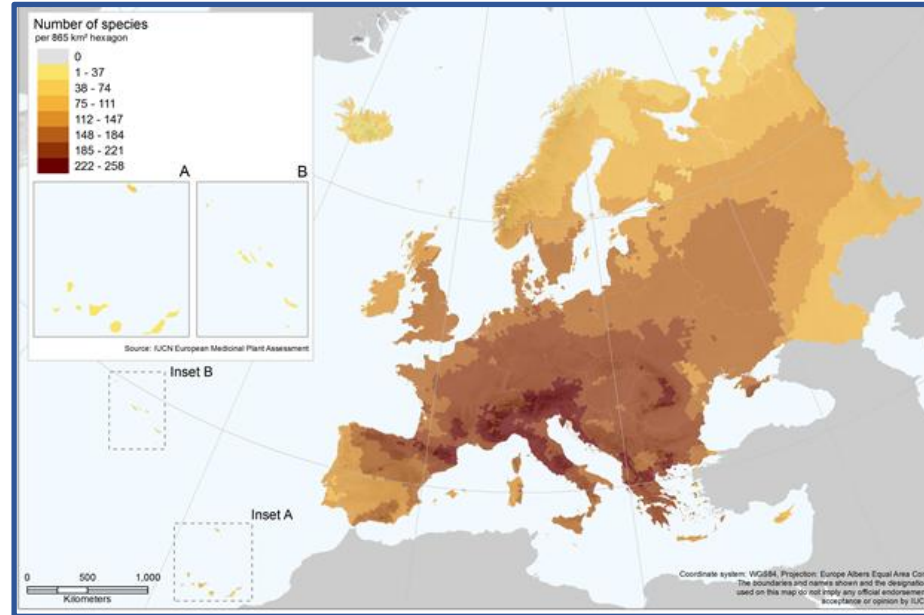 Number of species
per 865 km² hexagon
0
1 - 37
38 - 74
75 - 111
112 - 147
148 - 184
185 - 221
222 - 258
A
B
Source: IUCN European Medicinal Plant Assessment
Inset B
Inset A
0 500 1,000
Kilometers
Coordinate system: WGS84, Projection: Europe Albers Equal Area Con
The boundaries and names shown and the designation
used on this map do not imply any official endorsemen
acceptance or opinion by IUC